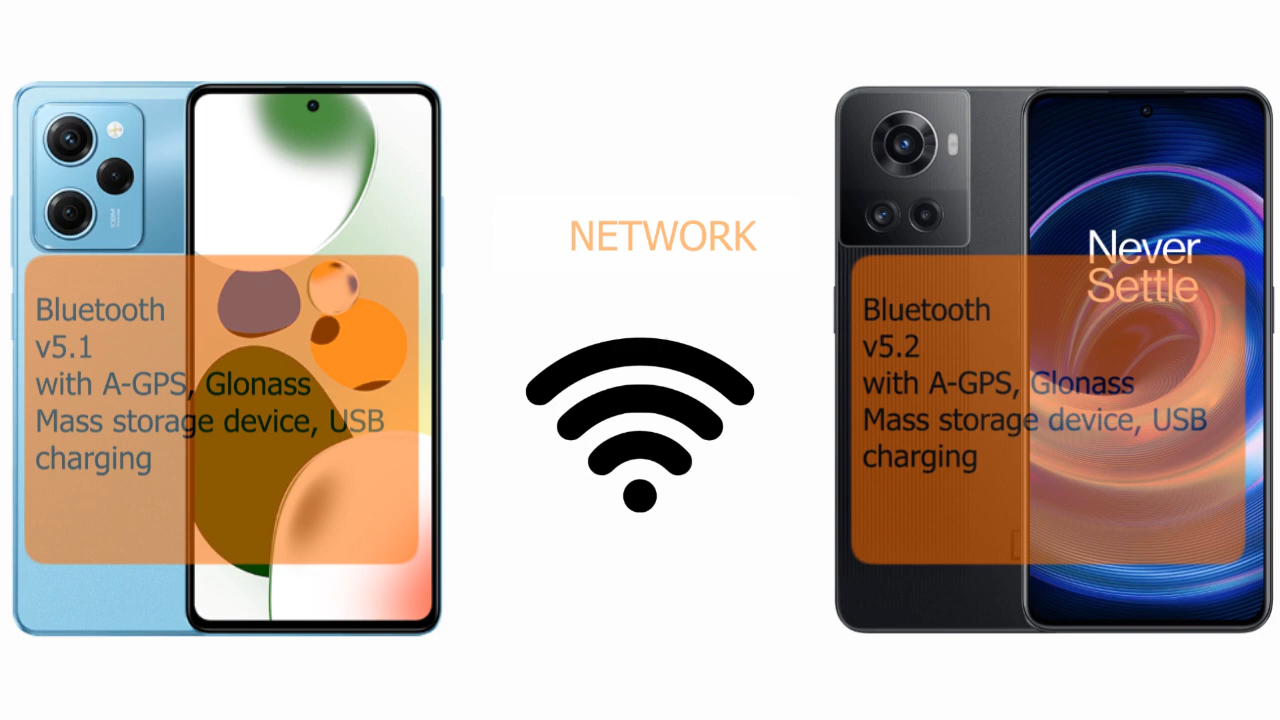 NETWORK
Bluetooth
v5.1
with A-GPS, Glonass
Mass storage device, USB
charging
Never
Settle
Bluetooth
v5.2
with A-GPS, Glonass
Mass storage device, USB
charging